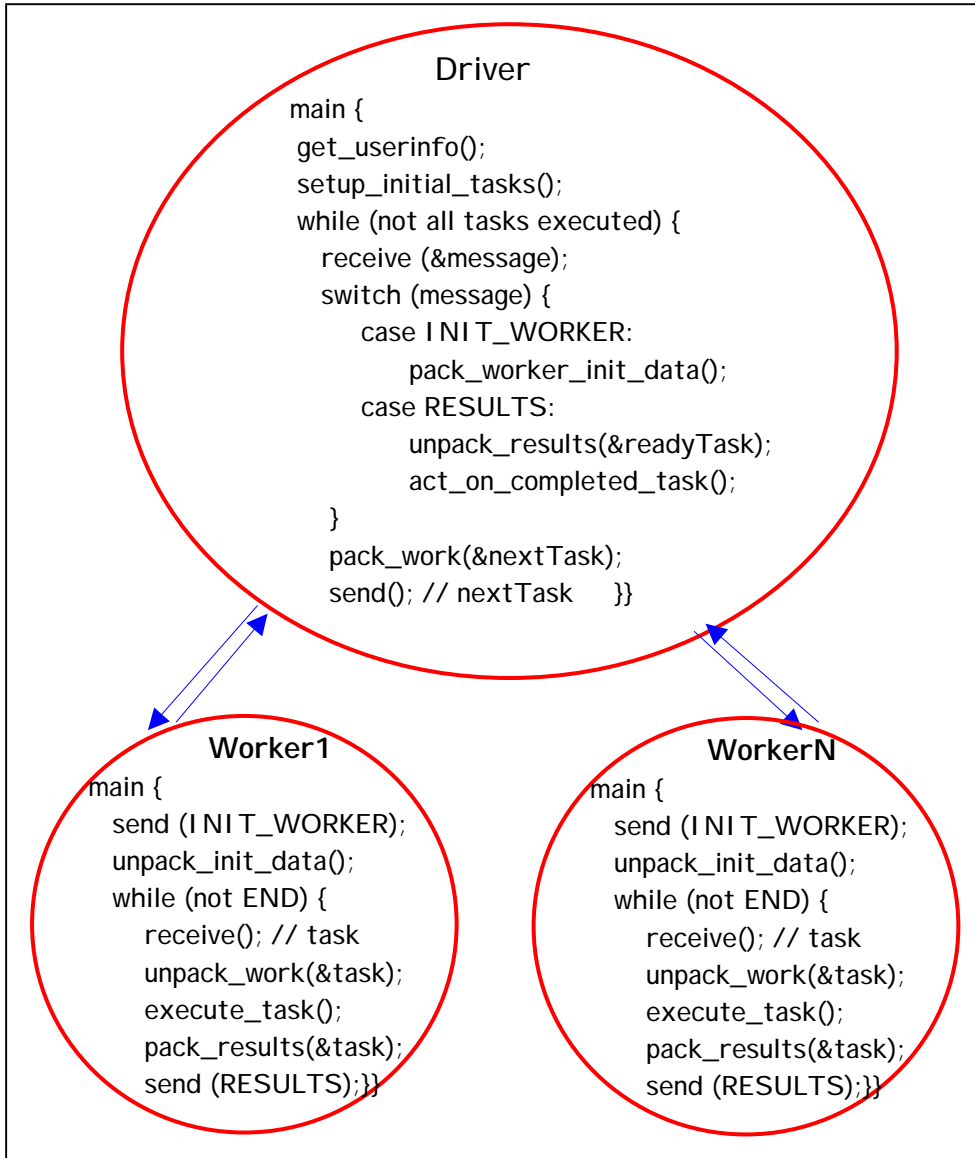 Driver
main {
get_userinfo();
setup_initial_tasks();
while (not all tasks executed) {
receive (&message);
switch (message) {
case INIT_WORKER:
pack_worker_init_data();
case RESULTS:
unpack_results(&readyTask);
act_on_completed_task();
}
pack_work(&nextTask);
send(); // nextTask }}
Worker1
main {
send (INIT_WORKER);
unpack_init_data();
while (not END) {
receive(); // task
unpack_work(&task);
execute_task();
pack_results(&task);
send (RESULTS);}}
WorkerN
main {
send (INIT_WORKER);
unpack_init_data();
while (not END) {
receive(); // task
unpack_work(&task);
execute_task();
pack_results(&task);
send (RESULTS);}}